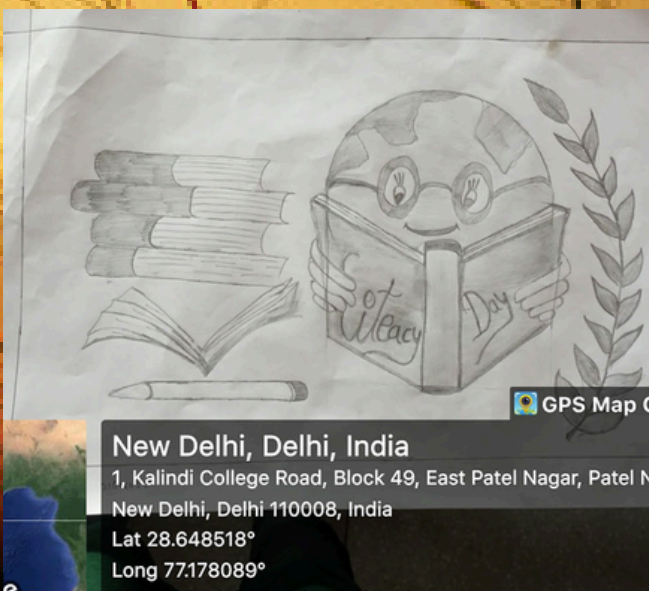 Day
GPS Map C
New Delhi, Delhi, India
1, Kalindi College Road, Block 49, East Patel Nagar, Patel N
New Delhi, Delhi 110008, India
Lat 28.648518°
Long 77.178089°